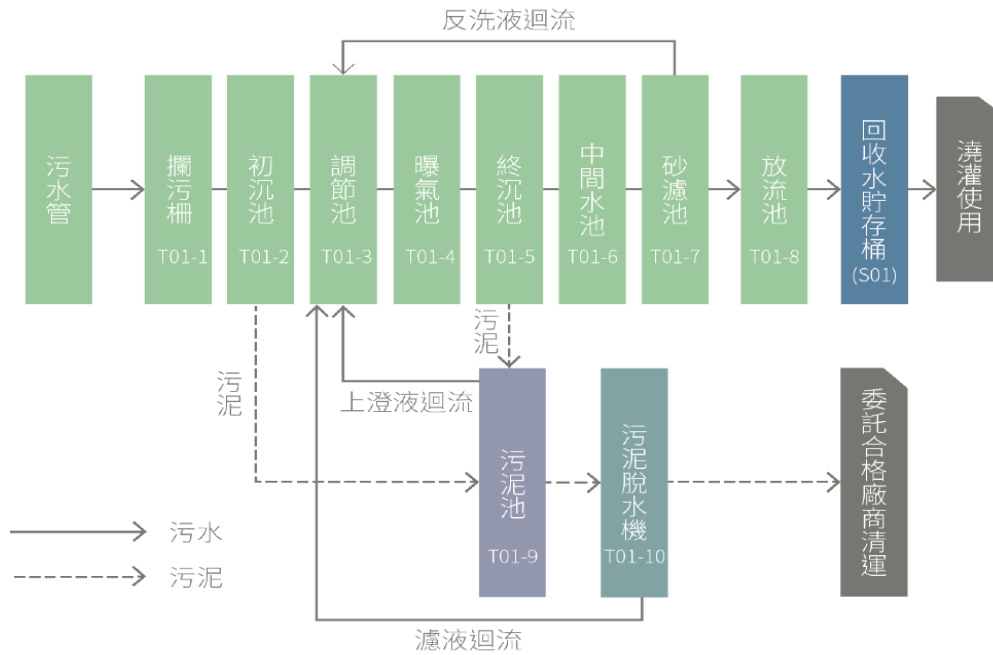 反洗液迴流
污水管
攔污柵
T01-1
初沉池
T01-2
調節池
T01-3
曝氣池
T01-4
終沉池
T01-5
中間水池
T01-6
砂濾池
T01-7
放流池
T01-8
回收水貯存桶
(S01)
澆灌使用
污泥
污泥
上澄液迴流
污泥池
T01-9
污泥脫水機
T01-10
委託合格廠商清運
污水
污泥
濾液迴流